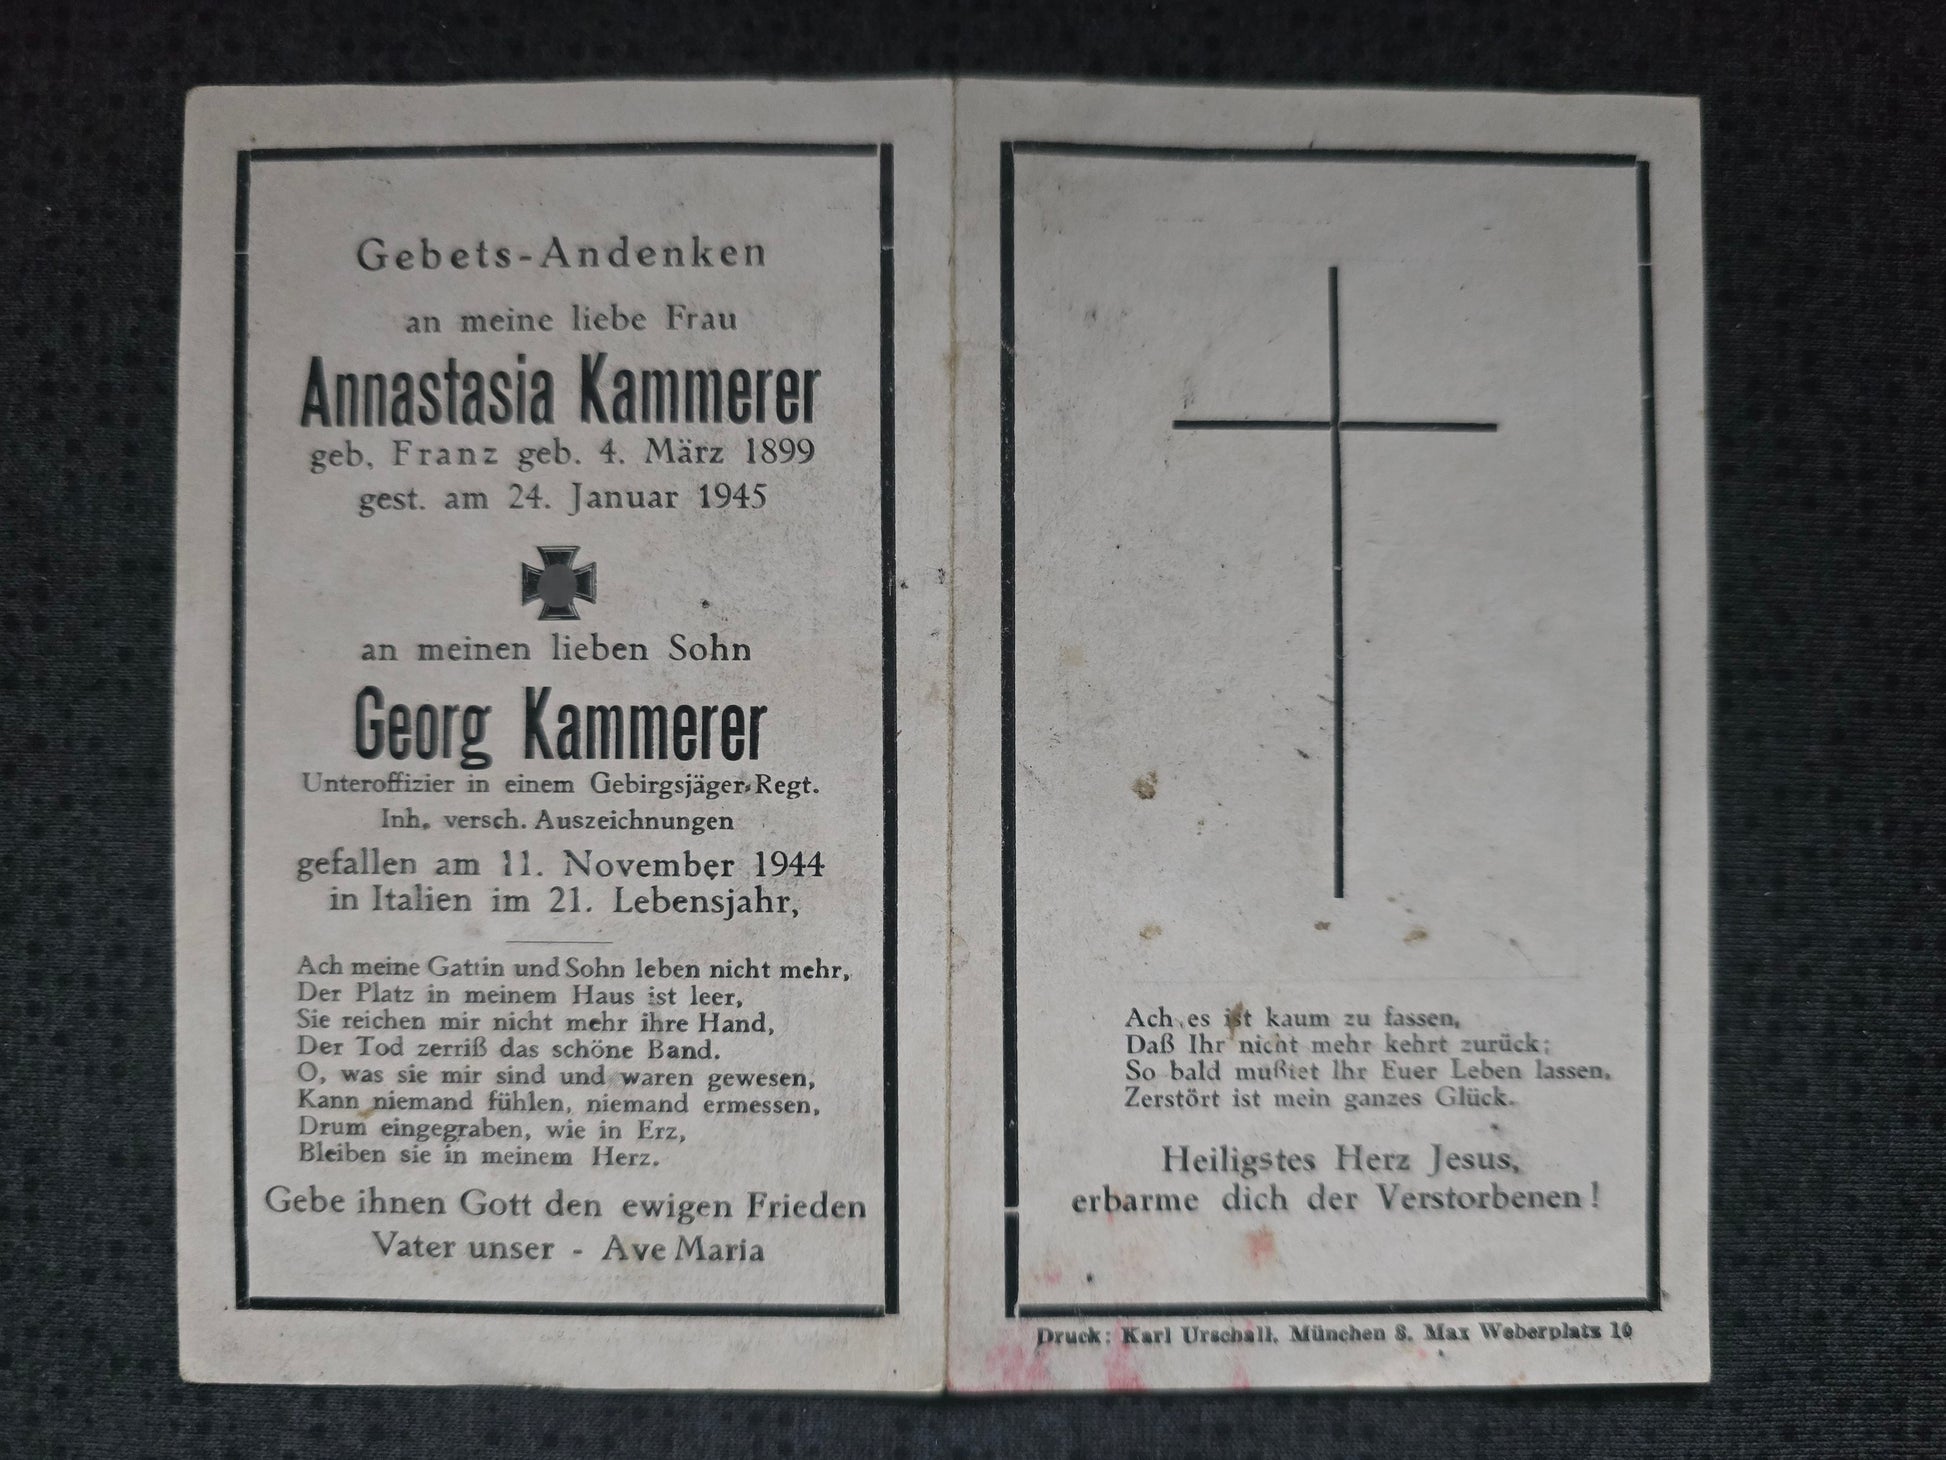 Gebets-Andenken
an meine liebe Frau
Annastasia Kammerer
geb. Franz geb. 4. März 1899
gest. am 24. Januar 1945
an meinen lieben Sohn
Georg Kammerer
Unteroffizier in einem Gebirgsjäger-Regt.
Inh. versch. Auszeichnungen
gefallen am 11. November 1944
in Italien im 21. Lebensjahr,
Ach meine Gattin und Sohn leben nicht mehr,
Der Platz in meinem Haus ist leer,
Sie reichen mir nicht mehr ihre Hand,
Der Tod zerriß das schöne Band.
O, was sie mir sind und waren gewesen,
Kann niemand fühlen, niemand ermessen,
Drum eingegraben, wie in Erz,
Bleiben sie in meinem Herz.
Gebe ihnen Gott den ewigen Frieden
Vater unser - Ave Maria
Ach es ist kaum zu fassen,
Daß Ihr nicht mehr kehrt zurück;
So bald mußtet Ihr Euer Leben lassen,
Zerstört ist mein ganzes Glück.
Heiligstes Herz Jesus,
erbarme dich der Verstorbenen!
Druck: Karl Urschall, München 8, Max Weberplatz 10